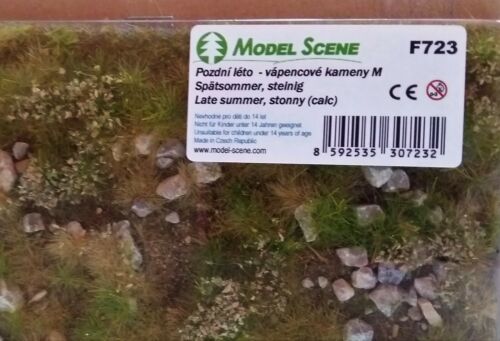 MODEL SCENE
F723
Pozdní léto - vápencové kameny M
Spätsommer, steinig
Late summer, stonny (calc)
CE
0-3
Nevhodné pro děti do 14 let
Nicht für Kinder unter 14 Jahren geeignet
Unsuitable for children under 14 years of age
Made in Czech Republic
www.model-scene.com
8 592535 307232